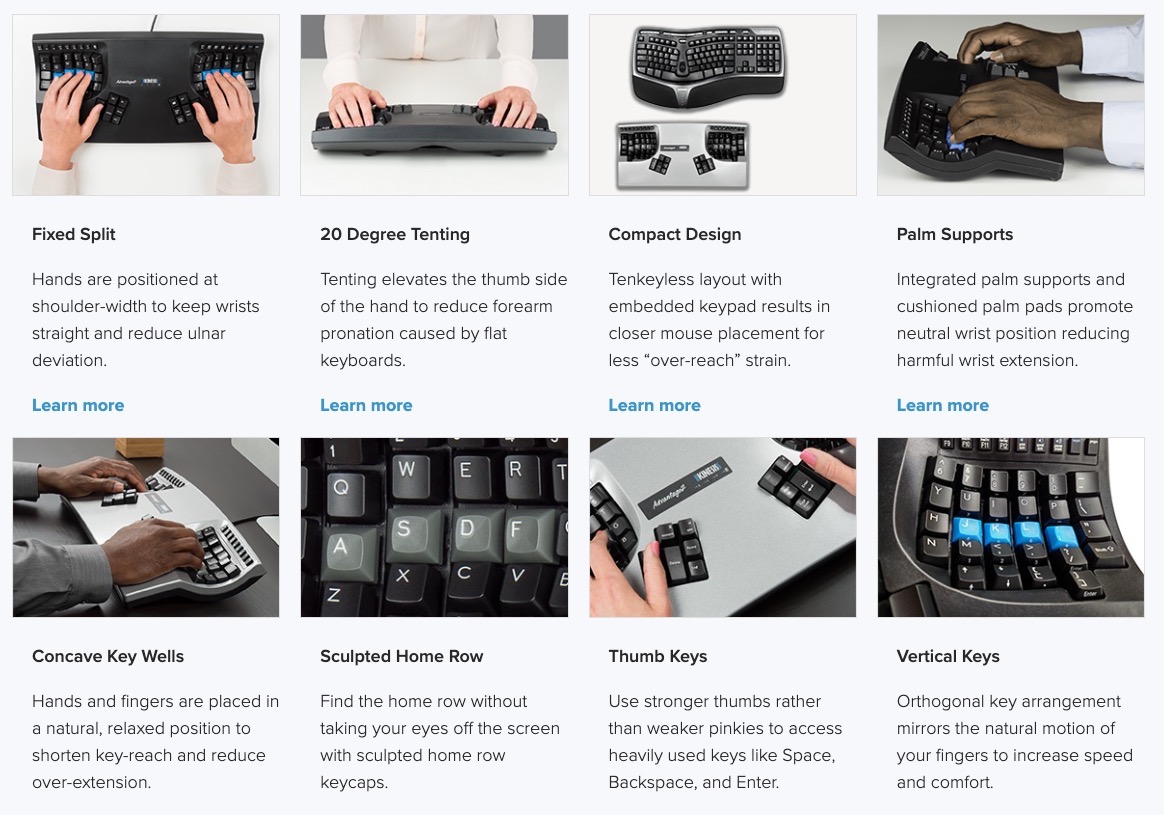 Fixed Split
Hands are positioned at
shoulder-width to keep wrists
straight and reduce ulnar
deviation.
Learn more
20 Degree Tenting
Tenting elevates the thumb side
of the hand to reduce forearm
pronation caused by flat
keyboards.
Learn more
Compact Design
Tenkeyless layout with
embedded keypad results in
closer mouse placement for
less “over-reach” strain.
Learn more
Palm Supports
Integrated palm supports and
cushioned palm pads promote
neutral wrist position reducing
harmful wrist extension.
Learn more
1 2 3 4 5
Q W E R T
A S D F
Z X C V B
Advantage2 KINESIS
Y U I
H J K L
N M
Enter
Concave Key Wells
Hands and fingers are placed in
a natural, relaxed position to
shorten key-reach and reduce
over-extension.
Sculpted Home Row
Find the home row without
taking your eyes off the screen
with sculpted home row
keycaps.
Thumb Keys
Use stronger thumbs rather
than weaker pinkies to access
heavily used keys like Space,
Backspace, and Enter.
Vertical Keys
Orthogonal key arrangement
mirrors the natural motion of
your fingers to increase speed
and comfort.